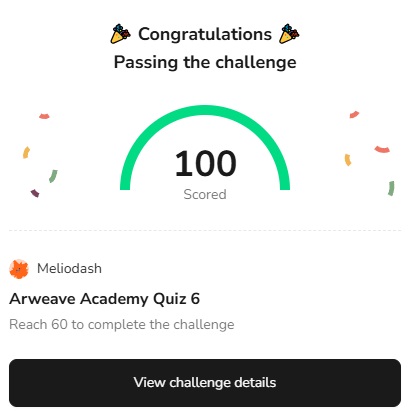 Congratulations
Passing the challenge
100
Scored
Meliodash
Arweave Academy Quiz 6
Reach 60 to complete the challenge
View challenge details